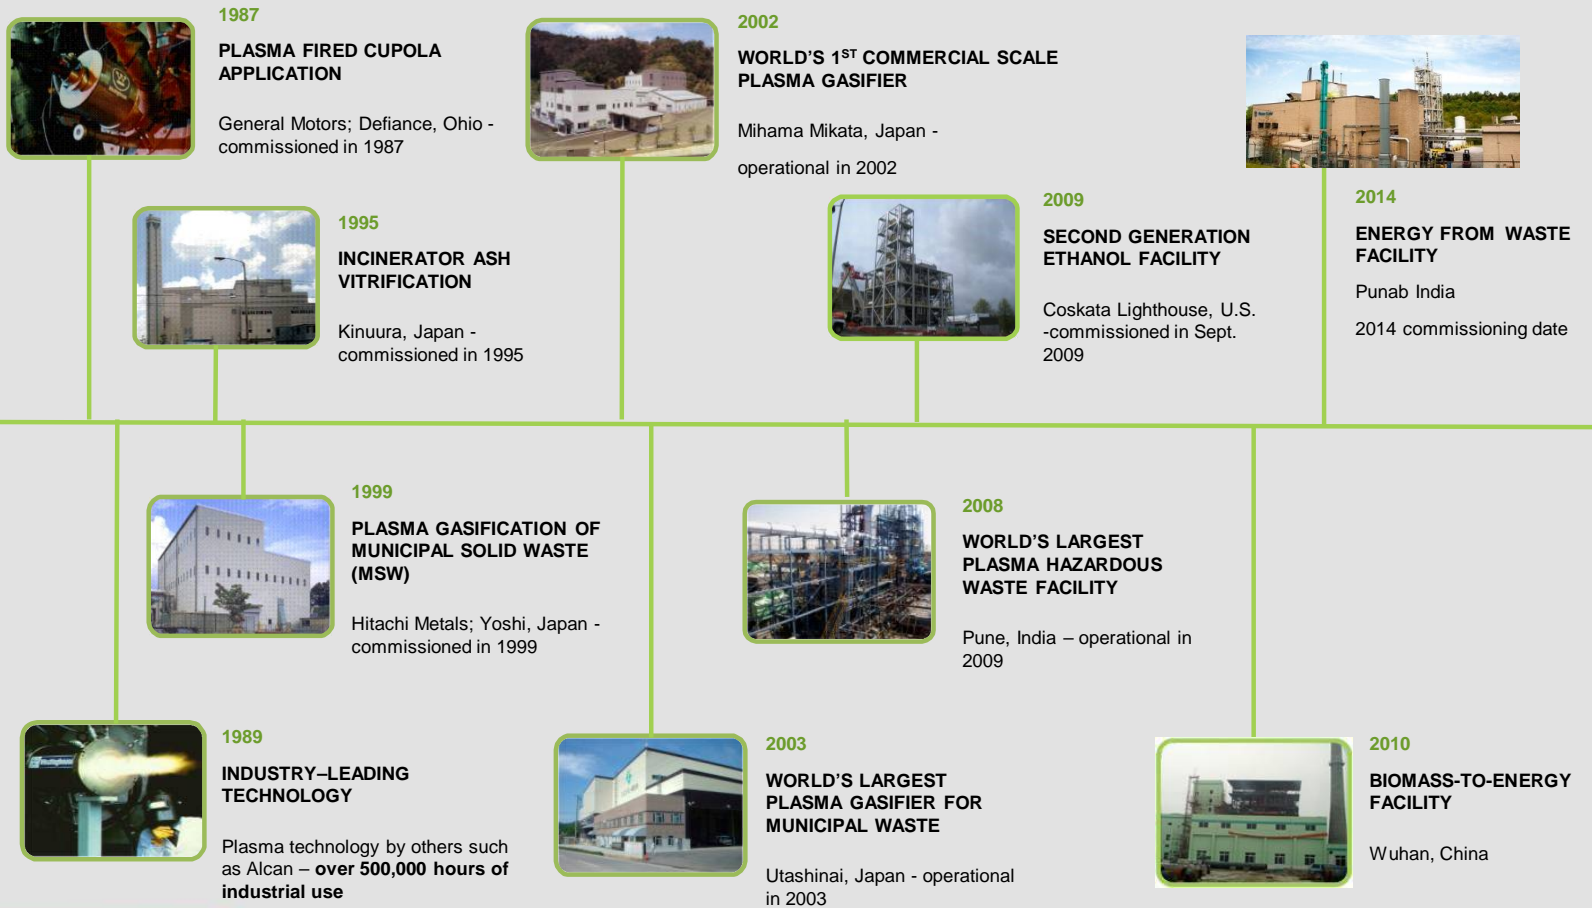 1987
PLASMA FIRED CUPOLA
APPLICATION
General Motors; Defiance, Ohio -
commissioned in 1987
2002
WORLD'S 1ST COMMERCIAL SCALE
PLASMA GASIFIER
Mihama Mikata, Japan -
operational in 2002
1995
INCINERATOR ASH
VITRIFICATION
Kinuura, Japan -
commissioned in 1995
2009
SECOND GENERATION
ETHANOL FACILITY
Coskata Lighthouse, U.S.
-commissioned in Sept.
2009
2014
ENERGY FROM WASTE
FACILITY
Punab India
2014 commissioning date
1999
PLASMA GASIFICATION OF
MUNICIPAL SOLID WASTE
(MSW)
Hitachi Metals; Yoshi, Japan -
commissioned in 1999
2008
WORLD'S LARGEST
PLASMA HAZARDOUS
WASTE FACILITY
Pune, India – operational in
2009
1989
INDUSTRY–LEADING
TECHNOLOGY
Plasma technology by others such
as Alcan – over 500,000 hours of
industrial use
2003
WORLD'S LARGEST
PLASMA GASIFIER FOR
MUNICIPAL WASTE
Utashinai, Japan - operational
in 2003
2010
BIOMASS-TO-ENERGY
FACILITY
Wuhan, China